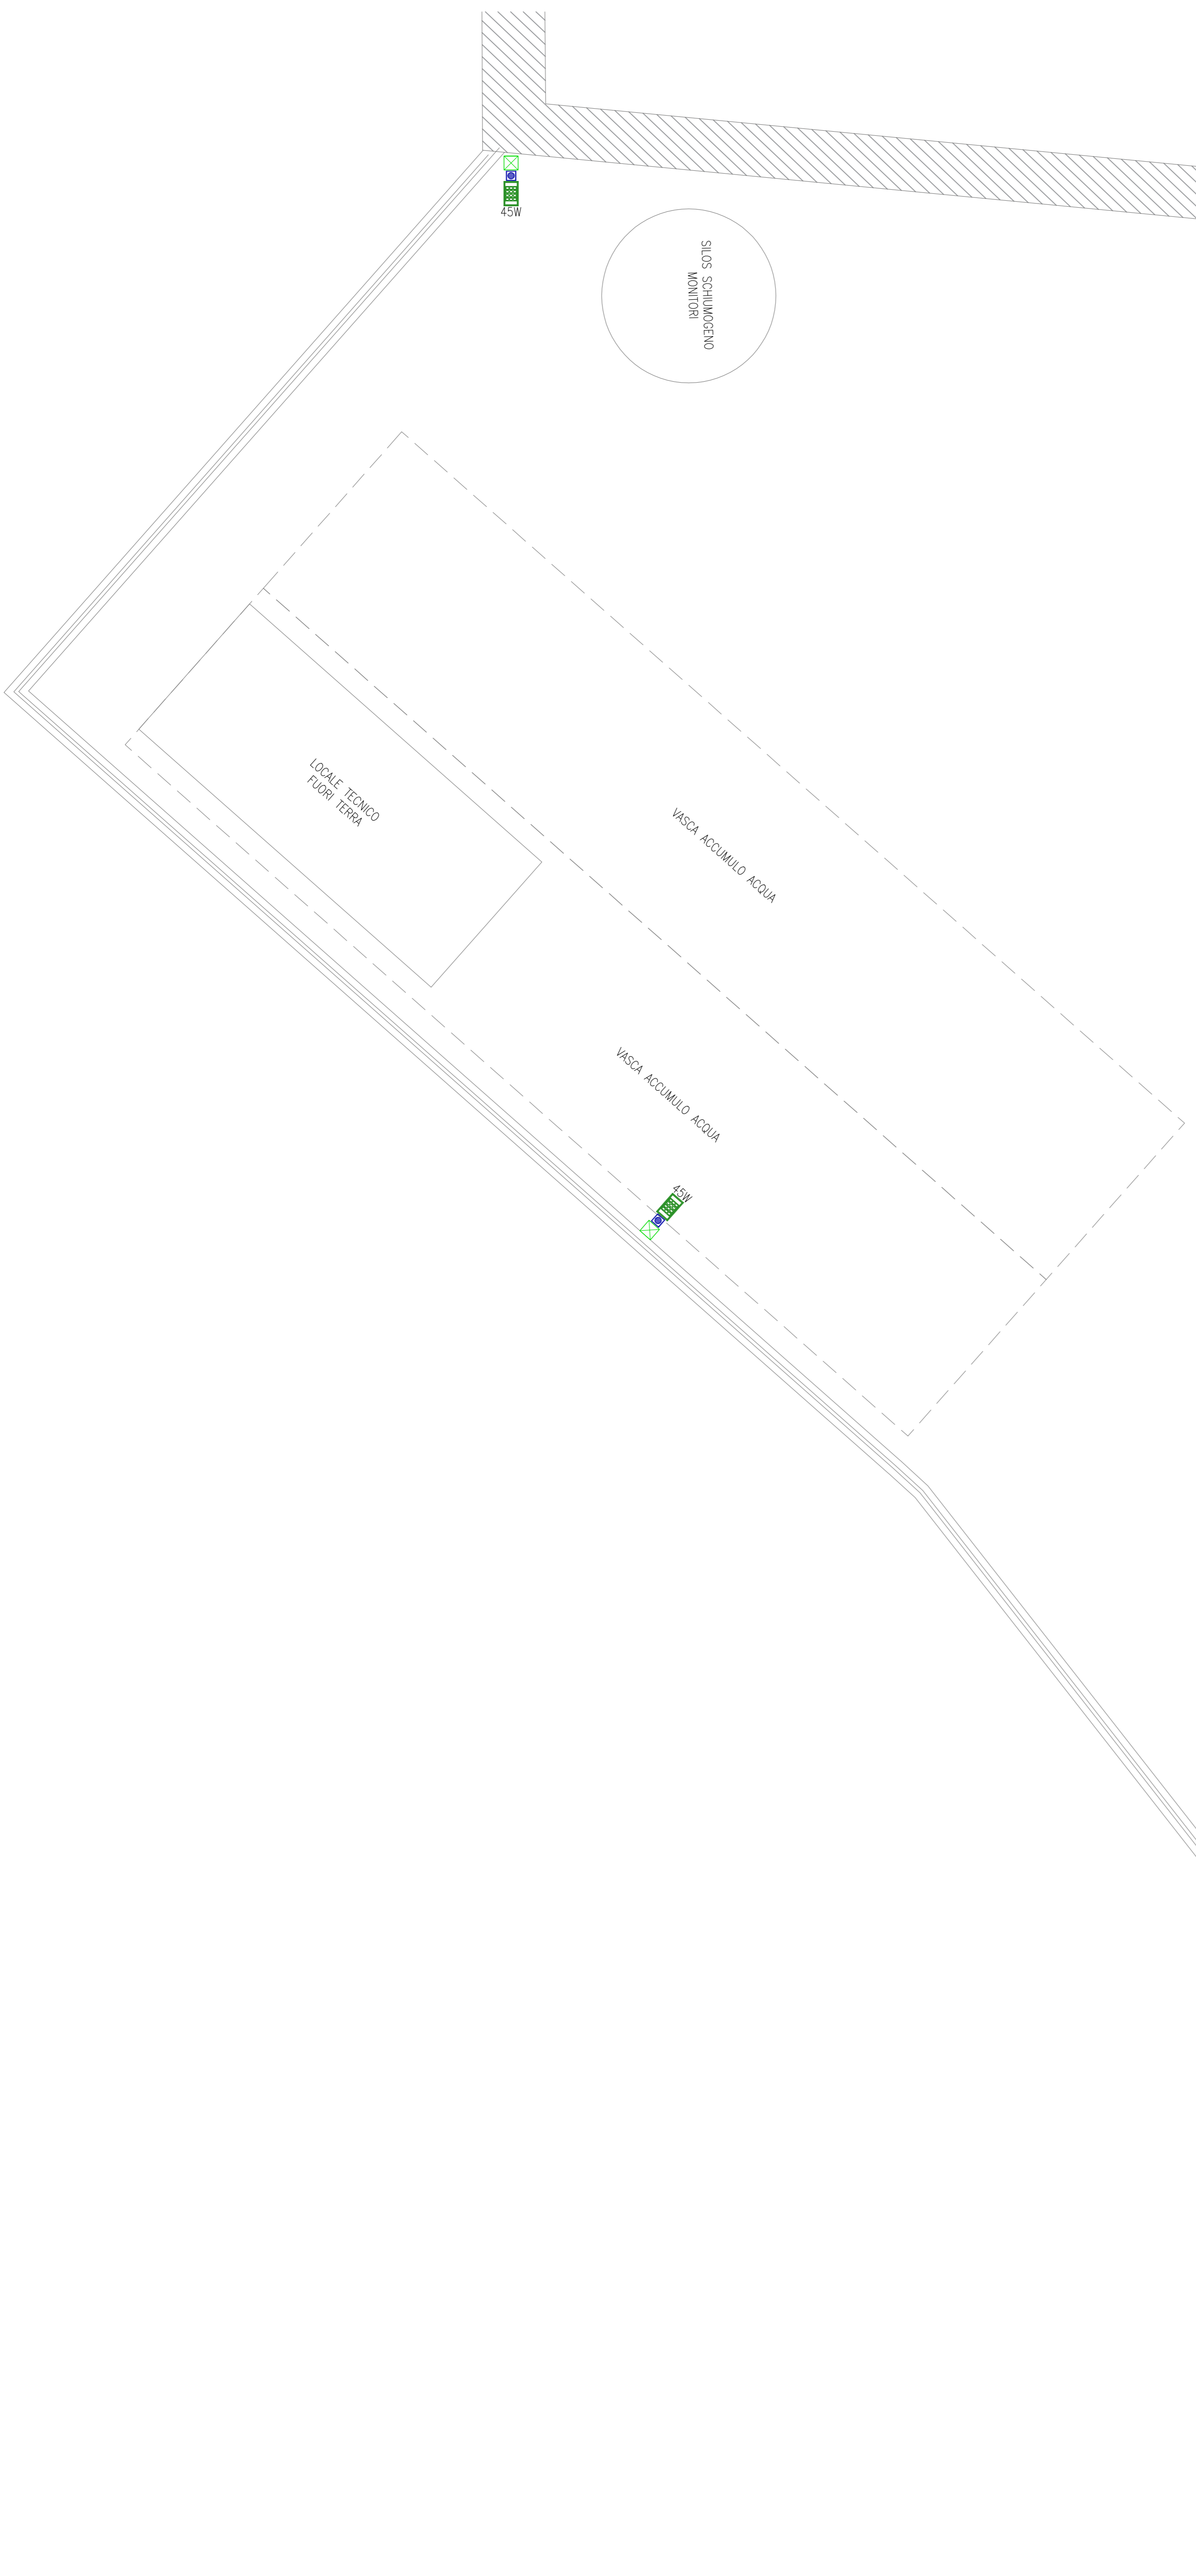 45W
SILOS SCHIUMOGENO
MONITORI
LOCALE TECNICO
FUORI TERRA
VASCA ACCUMULO ACQUA
VASCA ACCUMULO ACQUA
45W